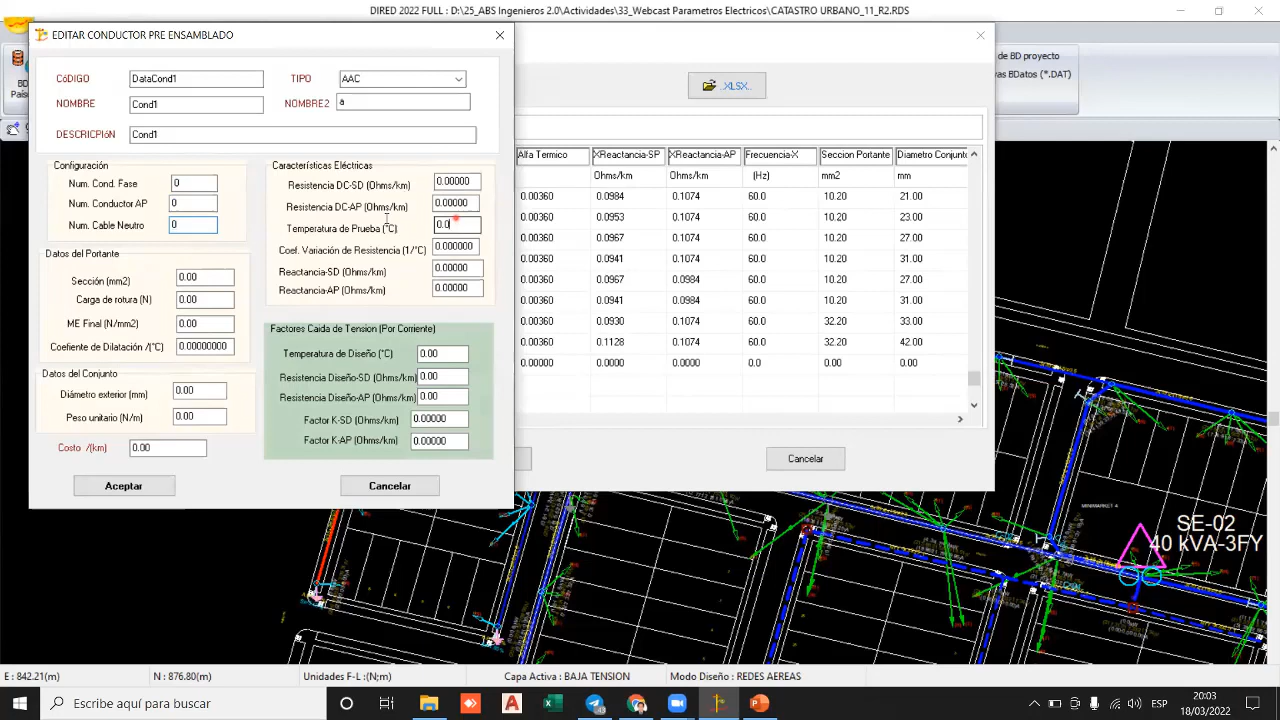 DIRED 2022 FULL : D:\25_ABS Ingenieros 2.0\Actividades\33_Webcast Parametros Electricos\CATASTRO URBANO_11_R2.RDS
EDITAR CONDUCTOR PRE ENSAMBLADO
CóDIGO DataCond1 TIPO AAC
NOMBRE Cond1 NOMBRE2 a
DESCRIPCIóN Cond1
Configuración
Num. Cond. Fase 0
Num. Conductor AP 0
Num. Cable Neutro 0
Datos del Portante
Sección (mm2) 0.00
Carga de rotura (N) 0.00
ME Final (N/mm2) 0.00
Coefiente de Dilatación /(°C) 0.00000000
Datos del Conjunto
Diámetro exterior (mm) 0.00
Peso unitario (N/m) 0.00
Costo /(km) 0.00
Características Eléctricas
Resistencia DC-SD (Ohms/km) 0.00000
Resistencia DC-AP (Ohms/km) 0.00000
Temperatura de Prueba (°C) 0.0
Coef. Variación de Resistencia (1/°C) 0.000000
Reactancia-SD (Ohms/km) 0.00000
Reactancia-AP (Ohms/km) 0.00000
Factores Caida de Tension (Por Corriente)
Temperatura de Diseño (°C) 0.00
Resistencia Diseño-SD (Ohms/km) 0.00
Resistencia Diseño-AP (Ohms/km) 0.00
Factor K-SD (Ohms/km) 0.00000
Factor K-AP (Ohms/km) 0.00000
Aceptar Cancelar
..XLSX..
Alfa Termico XReactancia-SP XReactancia-AP Frecuencia-X Seccion Portante Diametro Conjunto
Ohms/km Ohms/km (Hz) mm2 mm
0.00360 0.0984 0.1074 60.0 10.20 21.00
0.00360 0.0953 0.1074 60.0 10.20 23.00
0.00360 0.0967 0.1074 60.0 10.20 27.00
0.00360 0.0941 0.1074 60.0 10.20 31.00
0.00360 0.0967 0.0984 60.0 10.20 27.00
0.00360 0.0941 0.0984 60.0 10.20 31.00
0.00360 0.0930 0.1074 60.0 32.20 33.00
0.00360 0.1128 0.1074 60.0 32.20 42.00
0.00000 0.0000 0.0000 0.0 0.00 0.00
Cancelar
BD
Pais
de BD proyecto
as BDatos (*.DAT)
MINIMARKET 4
SE-02
40 kVA-3FY
E : 842.21(m) N : 876.80(m) Unidades F-L :(N;m) Capa Activa : BAJA TENSION Modo Diseño : REDES AEREAS
Escribe aquí para buscar
ESP
20:03
18/03/2022